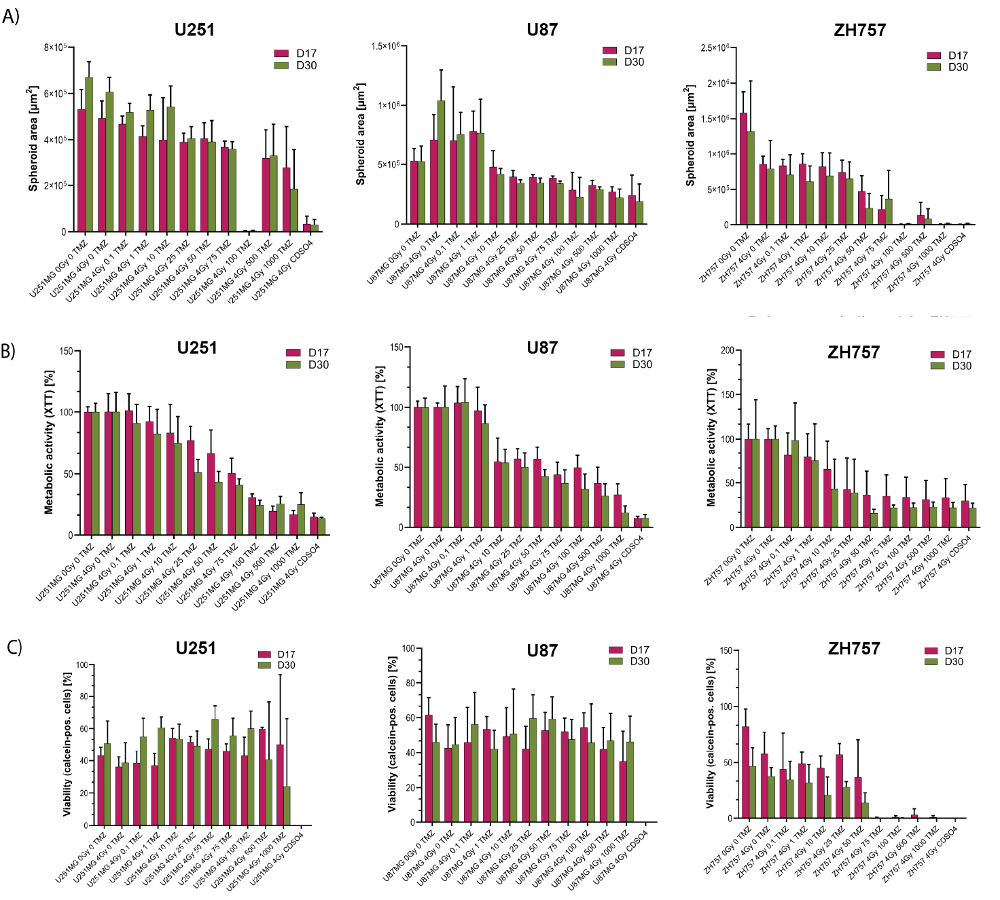 A)
U251
D17
D30
Spheroid area [µm²]
8×10⁵
6×10⁵
4×10⁵
2×10⁵
0
U251MG 0Gy 0 TMZ
U251MG 4Gy 0 TMZ
U251MG 4Gy 0.1 TMZ
U251MG 4Gy 1 TMZ
U251MG 4Gy 10 TMZ
U251MG 4Gy 25 TMZ
U251MG 4Gy 50 TMZ
U251MG 4Gy 75 TMZ
U251MG 4Gy 100 TMZ
U251MG 4Gy 500 TMZ
U251MG 4Gy 1000 TMZ
U251MG 4Gy CDSO4
U87
D17
D30
Spheroid area [µm²]
1.5×10⁶
1×10⁶
5×10⁵
0
U87MG 0Gy 0 TMZ
U87MG 4Gy 0 TMZ
U87MG 4Gy 0.1 TMZ
U87MG 4Gy 1 TMZ
U87MG 4Gy 10 TMZ
U87MG 4Gy 25 TMZ
U87MG 4Gy 50 TMZ
U87MG 4Gy 75 TMZ
U87MG 4Gy 100 TMZ
U87MG 4Gy 500 TMZ
U87MG 4Gy 1000 TMZ
U87MG 4Gy CDSO4
ZH757
D17
D30
Spheroid area [µm²]
2.5×10⁶
2×10⁶
1.5×10⁶
1×10⁶
5×10⁵
0
ZH757 0Gy 0 TMZ
ZH757 4Gy 0 TMZ
ZH757 4Gy 0.1 TMZ
ZH757 4Gy 1 TMZ
ZH757 4Gy 10 TMZ
ZH757 4Gy 25 TMZ
ZH757 4Gy 50 TMZ
ZH757 4Gy 75 TMZ
ZH757 4Gy 100 TMZ
ZH757 4Gy 500 TMZ
ZH757 4Gy 1000 TMZ
ZH757 4Gy CDSO4
B)
U251
D17
D30
Metabolic activity (XTT) [%]
150
100
50
0
U251MG 0Gy 0 TMZ
U251MG 4Gy 0 TMZ
U251MG 4Gy 0.1 TMZ
U251MG 4Gy 1 TMZ
U251MG 4Gy 10 TMZ
U251MG 4Gy 25 TMZ
U251MG 4Gy 50 TMZ
U251MG 4Gy 75 TMZ
U251MG 4Gy 100 TMZ
U251MG 4Gy 500 TMZ
U251MG 4Gy 1000 TMZ
U251MG 4Gy CDSO4
U87
D17
D30
Metabolic activity (XTT) [%]
150
100
50
0
U87MG 0Gy 0 TMZ
U87MG 4Gy 0 TMZ
U87MG 4Gy 0.1 TMZ
U87MG 4Gy 1 TMZ
U87MG 4Gy 10 TMZ
U87MG 4Gy 25 TMZ
U87MG 4Gy 50 TMZ
U87MG 4Gy 75 TMZ
U87MG 4Gy 100 TMZ
U87MG 4Gy 500 TMZ
U87MG 4Gy 1000 TMZ
U87MG 4Gy CDSO4
ZH757
D17
D30
Metabolic activity (XTT) [%]
200
150
100
50
0
ZH757 0Gy 0 TMZ
ZH757 4Gy 0 TMZ
ZH757 4Gy 0.1 TMZ
ZH757 4Gy 1 TMZ
ZH757 4Gy 10 TMZ
ZH757 4Gy 25 TMZ
ZH757 4Gy 50 TMZ
ZH757 4Gy 75 TMZ
ZH757 4Gy 100 TMZ
ZH757 4Gy 500 TMZ
ZH757 4Gy 1000 TMZ
ZH757 4Gy CDSO4
C)
U251
D17
D30
Viability (calcein-pos. cells) [%]
100
80
60
40
20
0
U251MG 0Gy 0 TMZ
U251MG 4Gy 0 TMZ
U251MG 4Gy 0.1 TMZ
U251MG 4Gy 1 TMZ
U251MG 4Gy 10 TMZ
U251MG 4Gy 25 TMZ
U251MG 4Gy 50 TMZ
U251MG 4Gy 75 TMZ
U251MG 4Gy 100 TMZ
U251MG 4Gy 500 TMZ
U251MG 4Gy 1000 TMZ
U251MG 4Gy CDSO4
U87
D17
D30
Viability (calcein-pos. cells) [%]
100
80
60
40
20
0
U87MG 0Gy 0 TMZ
U87MG 4Gy 0 TMZ
U87MG 4Gy 0.1 TMZ
U87MG 4Gy 1 TMZ
U87MG 4Gy 10 TMZ
U87MG 4Gy 25 TMZ
U87MG 4Gy 50 TMZ
U87MG 4Gy 75 TMZ
U87MG 4Gy 100 TMZ
U87MG 4Gy 500 TMZ
U87MG 4Gy 1000 TMZ
U87MG 4Gy CDSO4
ZH757
D17
D30
Viability (calcein-pos. cells) [%]
150
100
50
0
ZH757 0Gy 0 TMZ
ZH757 4Gy 0 TMZ
ZH757 4Gy 0.1 TMZ
ZH757 4Gy 1 TMZ
ZH757 4Gy 10 TMZ
ZH757 4Gy 25 TMZ
ZH757 4Gy 50 TMZ
ZH757 4Gy 75 TMZ
ZH757 4Gy 100 TMZ
ZH757 4Gy 500 TMZ
ZH757 4Gy 1000 TMZ
ZH757 4Gy CDSO4